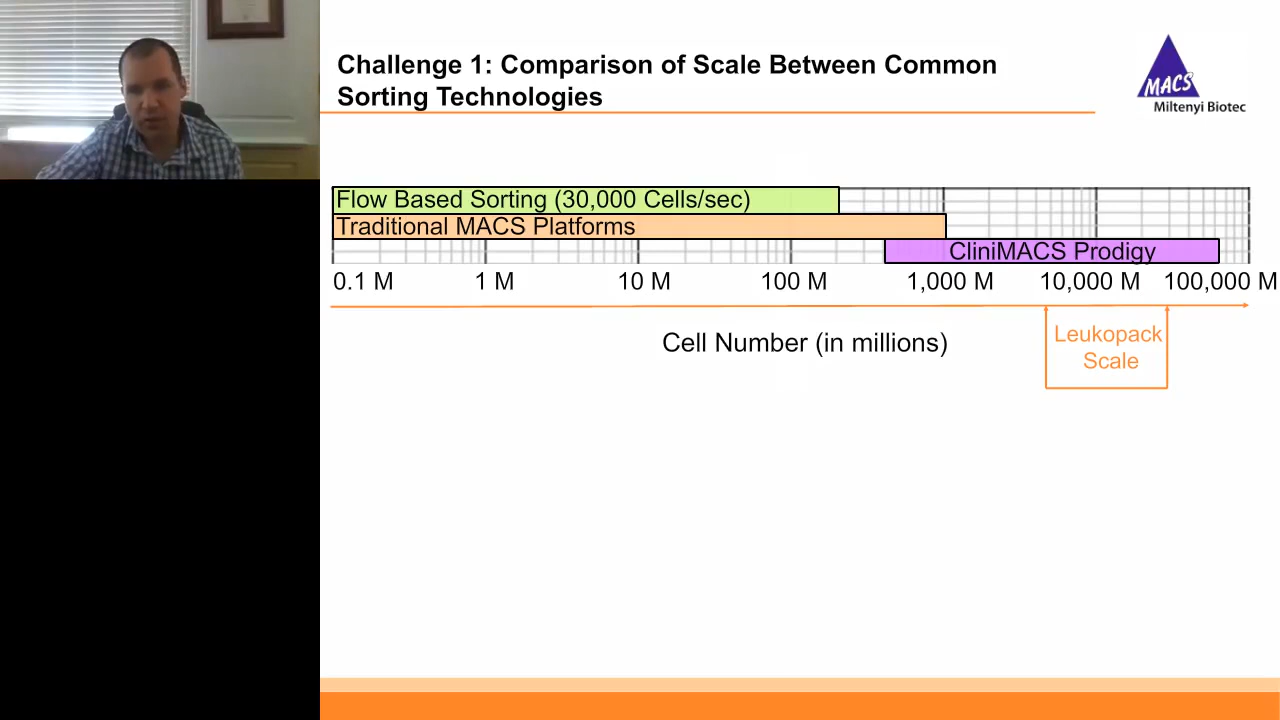 Challenge 1: Comparison of Scale Between Common
Sorting Technologies
MACS
Miltenyi Biotec
Flow Based Sorting (30,000 Cells/sec)
Traditional MACS Platforms
CliniMACS Prodigy
0.1 M 1 M 10 M 100 M 1,000 M 10,000 M 100,000 M
Cell Number (in millions)
Leukopack
Scale